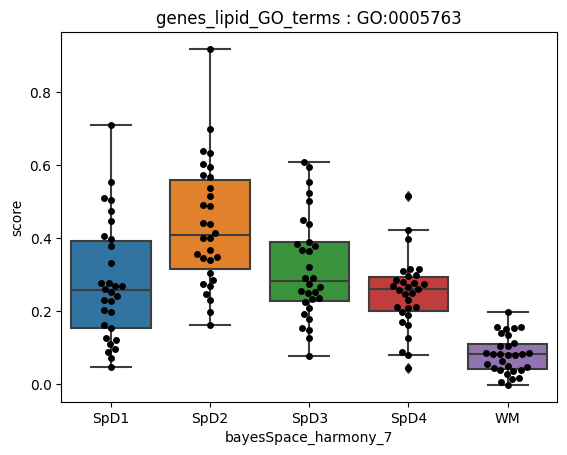 genes_lipid_GO_terms : GO:0005763
0.8
0.6
0.4
0.2
0.0
score
SpD1 SpD2 SpD3 SpD4 WM
bayesSpace_harmony_7